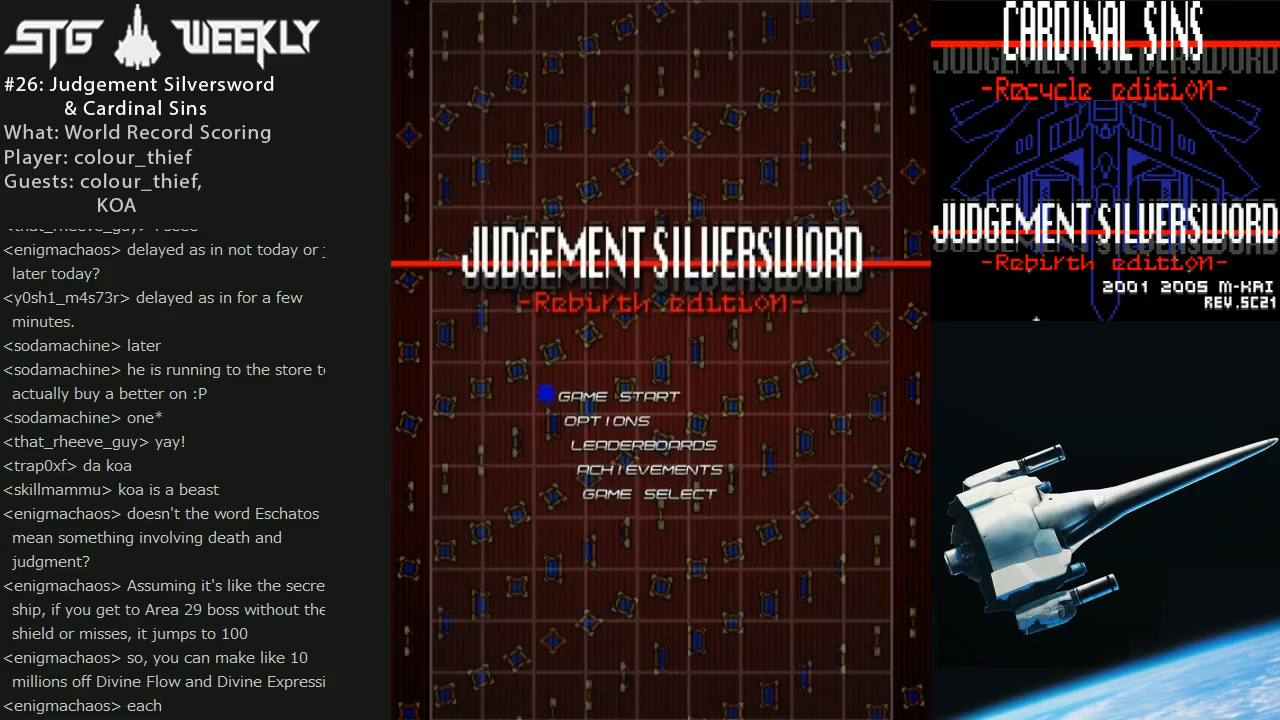 STG WEEKLY
#26: Judgement Silversword
& Cardinal Sins
What: World Record Scoring
Player: colour_thief
Guests: colour_thief,
KOA
<enigmachaos> delayed as in not today or
later today?
<y0sh1_m4s73r> delayed as in for a few
minutes.
<sodamachine> later
<sodamachine> he is running to the store to
actually buy a better on :P
<sodamachine> one*
<that_rheeve_guy> yay!
<trap0xf> da koa
<skillmammu> koa is a beast
<enigmachaos> doesn't the word Eschatos
mean something involving death and
judgment?
<enigmachaos> Assuming it's like the secre
ship, if you get to Area 29 boss without the
shield or misses, it jumps to 100
<enigmachaos> so, you can make like 10
millions off Divine Flow and Divine Expressi
<enigmachaos> each
JUDGEMENT SILVERSWORD
-Rebirth edition-
GAME START
OPTIONS
LEADERBOARDS
ACHIEVEMENTS
GAME SELECT
CARDINAL SINS
JUDGEMENT SILVERSWORD
-Recycle edition-
JUDGEMENT SILVERSWORD
-Rebirth edition-
2001 2005 M-KAI
REV.5C21